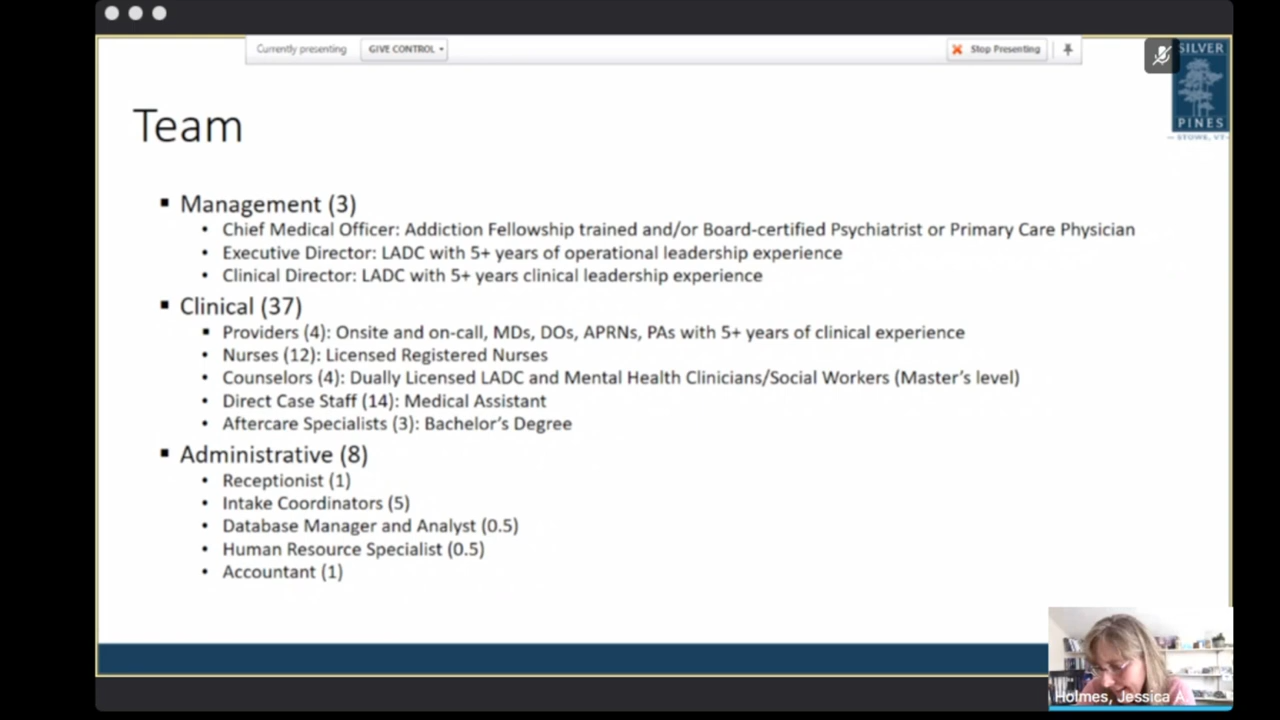 Currently presenting GIVE CONTROL Stop Presenting
SILVER
PINES
STOWE, VT
Team
Management (3)
Chief Medical Officer: Addiction Fellowship trained and/or Board-certified Psychiatrist or Primary Care Physician
Executive Director: LADC with 5+ years of operational leadership experience
Clinical Director: LADC with 5+ years clinical leadership experience
Clinical (37)
Providers (4): Onsite and on-call, MDs, DOs, APRNs, PAs with 5+ years of clinical experience
Nurses (12): Licensed Registered Nurses
Counselors (4): Dually Licensed LADC and Mental Health Clinicians/Social Workers (Master’s level)
Direct Case Staff (14): Medical Assistant
Aftercare Specialists (3): Bachelor’s Degree
Administrative (8)
Receptionist (1)
Intake Coordinators (5)
Database Manager and Analyst (0.5)
Human Resource Specialist (0.5)
Accountant (1)
Holmes, Jessica A.